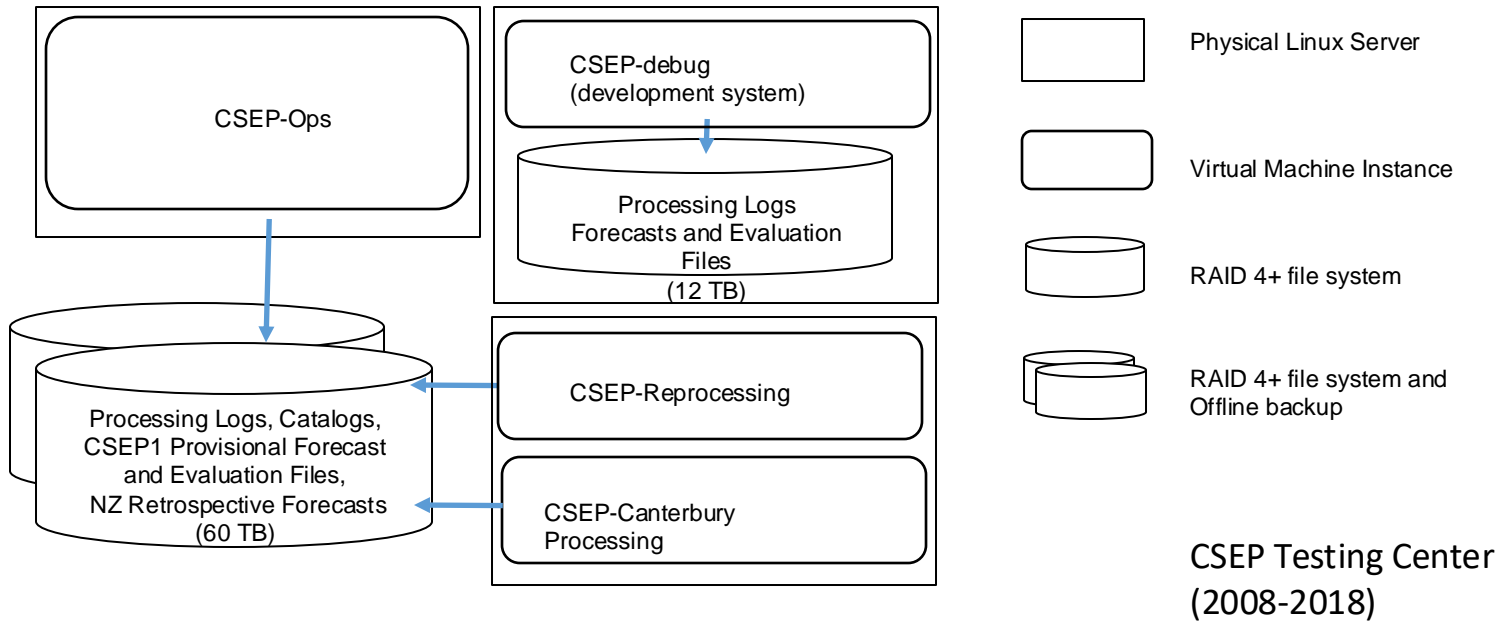 CSEP-Ops
CSEP-debug
(development system)
Processing Logs
Forecasts and Evaluation
Files
(12 TB)
Processing Logs, Catalogs,
CSEP1 Provisional Forecast
and Evaluation Files,
NZ Retrospective Forecasts
(60 TB)
CSEP-Reprocessing
CSEP-Canterbury
Processing
Physical Linux Server
Virtual Machine Instance
RAID 4+ file system
RAID 4+ file system and
Offline backup
CSEP Testing Center
(2008-2018)